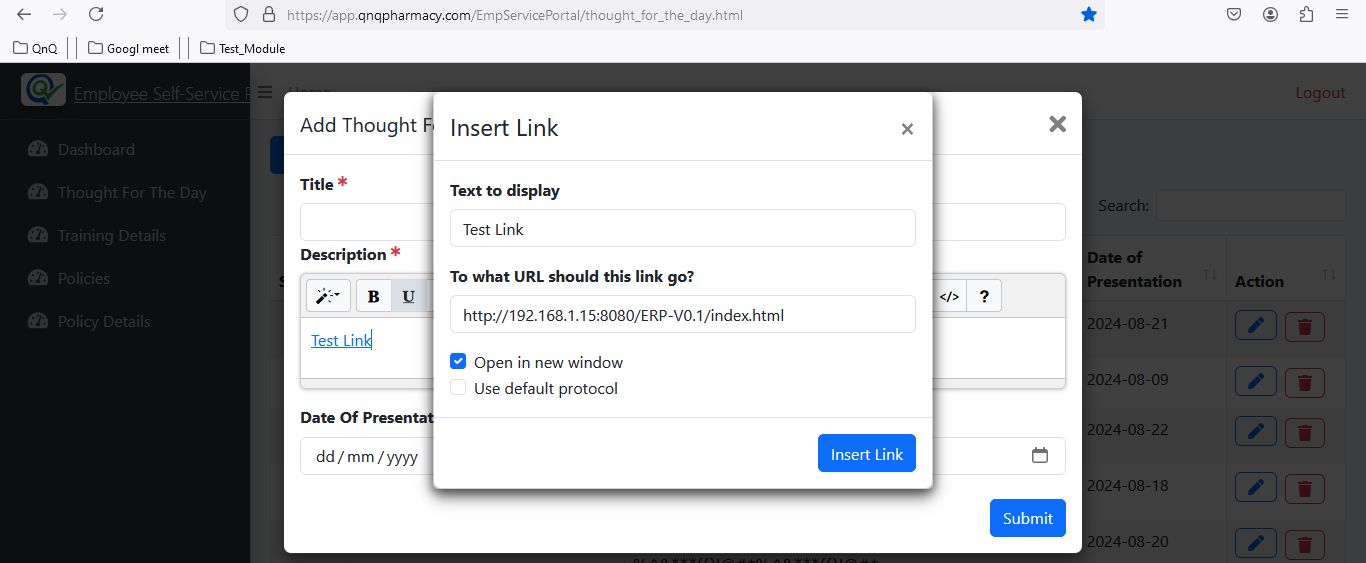 https://app.qnqpharmacy.com/EmpServicePortal/thought_for_the_day.html
QnQ
Googl meet
Test_Module
Employee Self-Service
Home
Logout
Dashboard
Thought For The Day
Training Details
Policies
Policy Details
Add Thought
Title *
Description *
B U </> ?
Test Link
Date Of
dd / mm / yyyy
Submit
Insert Link
×
Text to display
Test Link
To what URL should this link go?
http://192.168.1.15:8080/ERP-V0.1/index.html
Open in new window
Use default protocol
Insert Link
Search:
Date of
Presentation
Action
2024-08-21
2024-08-09
2024-08-22
2024-08-18
2024-08-20